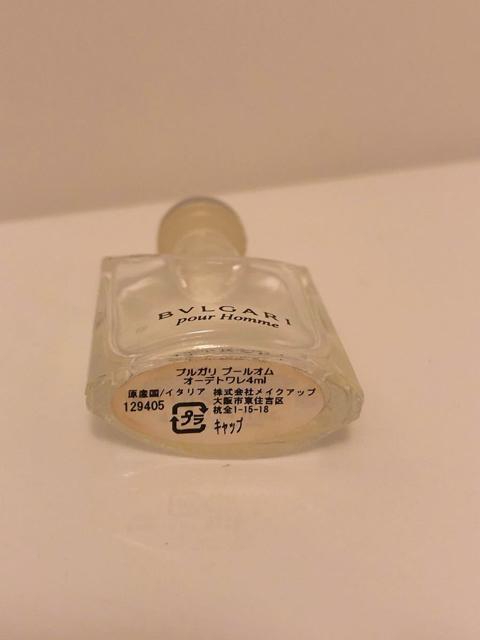 BVLGARI
pour Homme
ブルガリ プールオム
オーデトワレ4ml
原産国/イタリア 株式会社メイクアップ
129405 大阪市東住吉区
杭全1-15-18
プラ キャップ